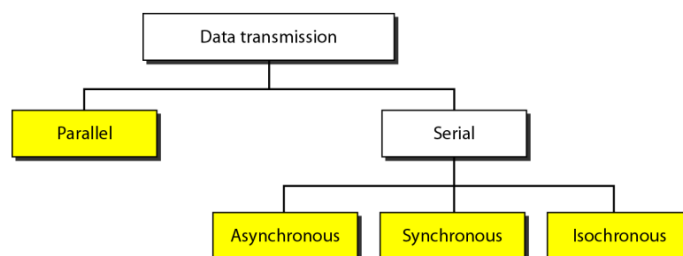 Data transmission
Parallel
Serial
Asynchronous
Synchronous
Isochronous